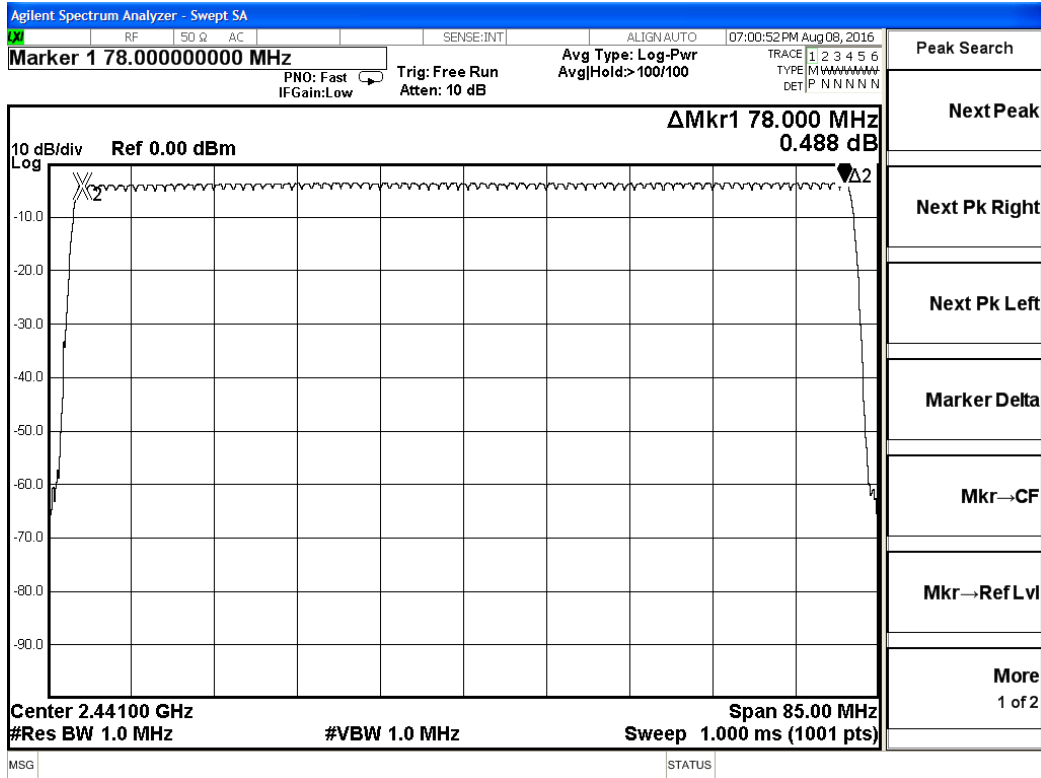 Agilent Spectrum Analyzer - Swept SA
LXI RF 50 Ω AC SENSE:INT ALIGN AUTO 07:00:52 PM Aug 08, 2016
Marker 1 78.000000000 MHz
PNO: Fast
IFGain:Low
Trig: Free Run
Atten: 10 dB
Avg Type: Log-Pwr
Avg|Hold:> 100/100
TRACE 1 2 3 4 5 6
TYPE M WWWWW
DET P N N N N N
ΔMkr1 78.000 MHz
0.488 dB
10 dB/div Ref 0.00 dBm
Log
2
Δ2
-10.0
-20.0
-30.0
-40.0
-50.0
-60.0
-70.0
-80.0
-90.0
Center 2.44100 GHz Span 85.00 MHz
#Res BW 1.0 MHz #VBW 1.0 MHz Sweep 1.000 ms (1001 pts)
MSG STATUS
Peak Search
Next Peak
Next Pk Right
Next Pk Left
Marker Delta
Mkr→CF
Mkr→Ref Lvl
More
1 of 2